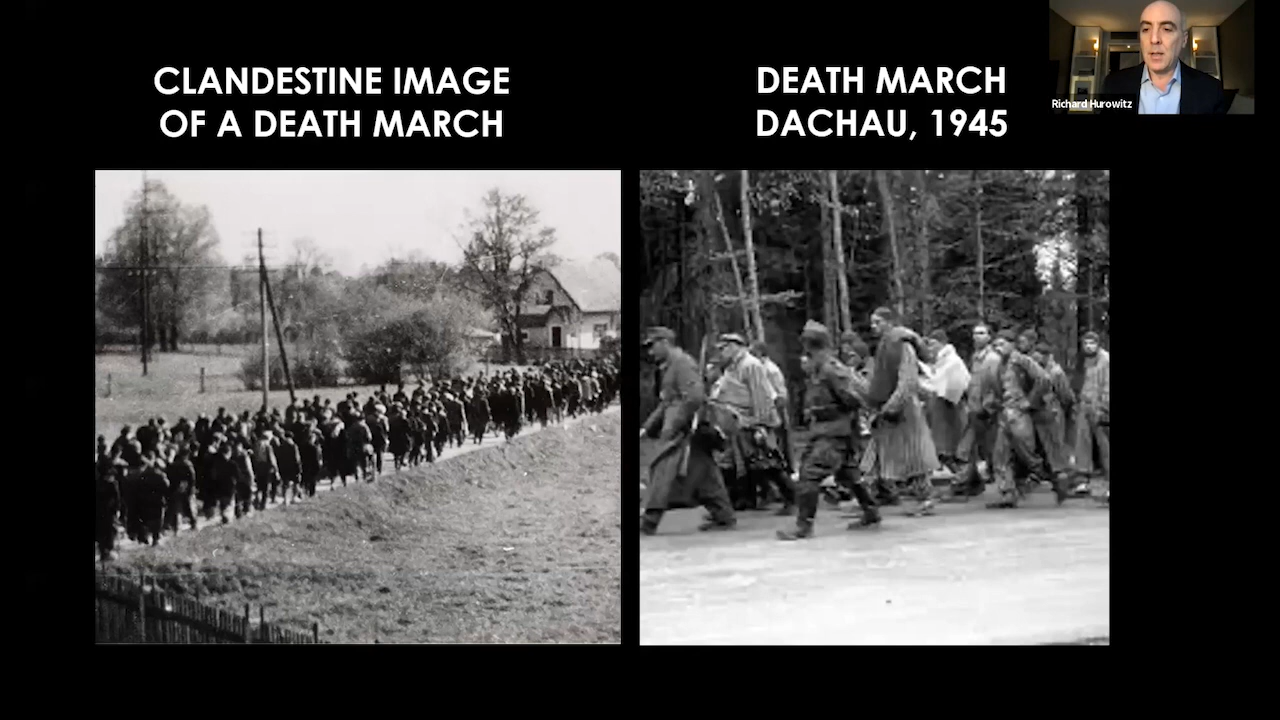 CLANDESTINE IMAGE
OF A DEATH MARCH
DEATH MARCH
DACHAU, 1945
Richard Hurowitz